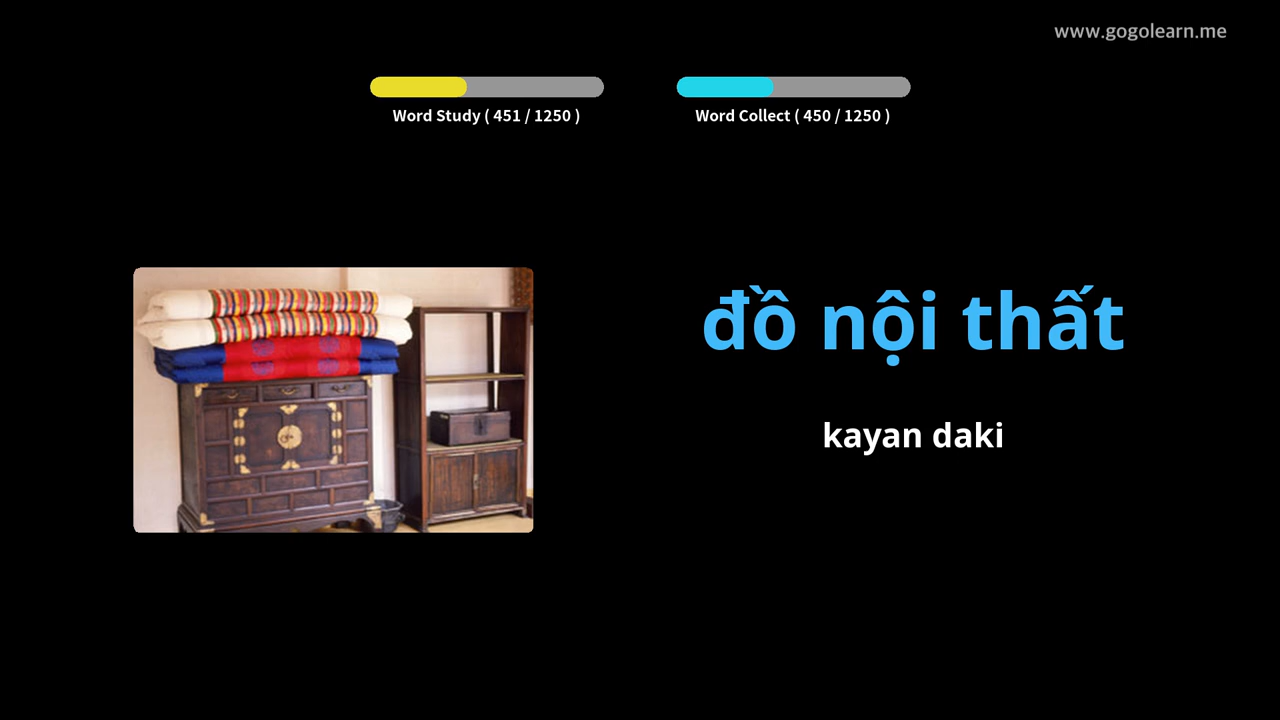 www.gogolearn.me
Word Study ( 451 / 1250 )
Word Collect ( 450 / 1250 )
đồ nội thất
kayan daki